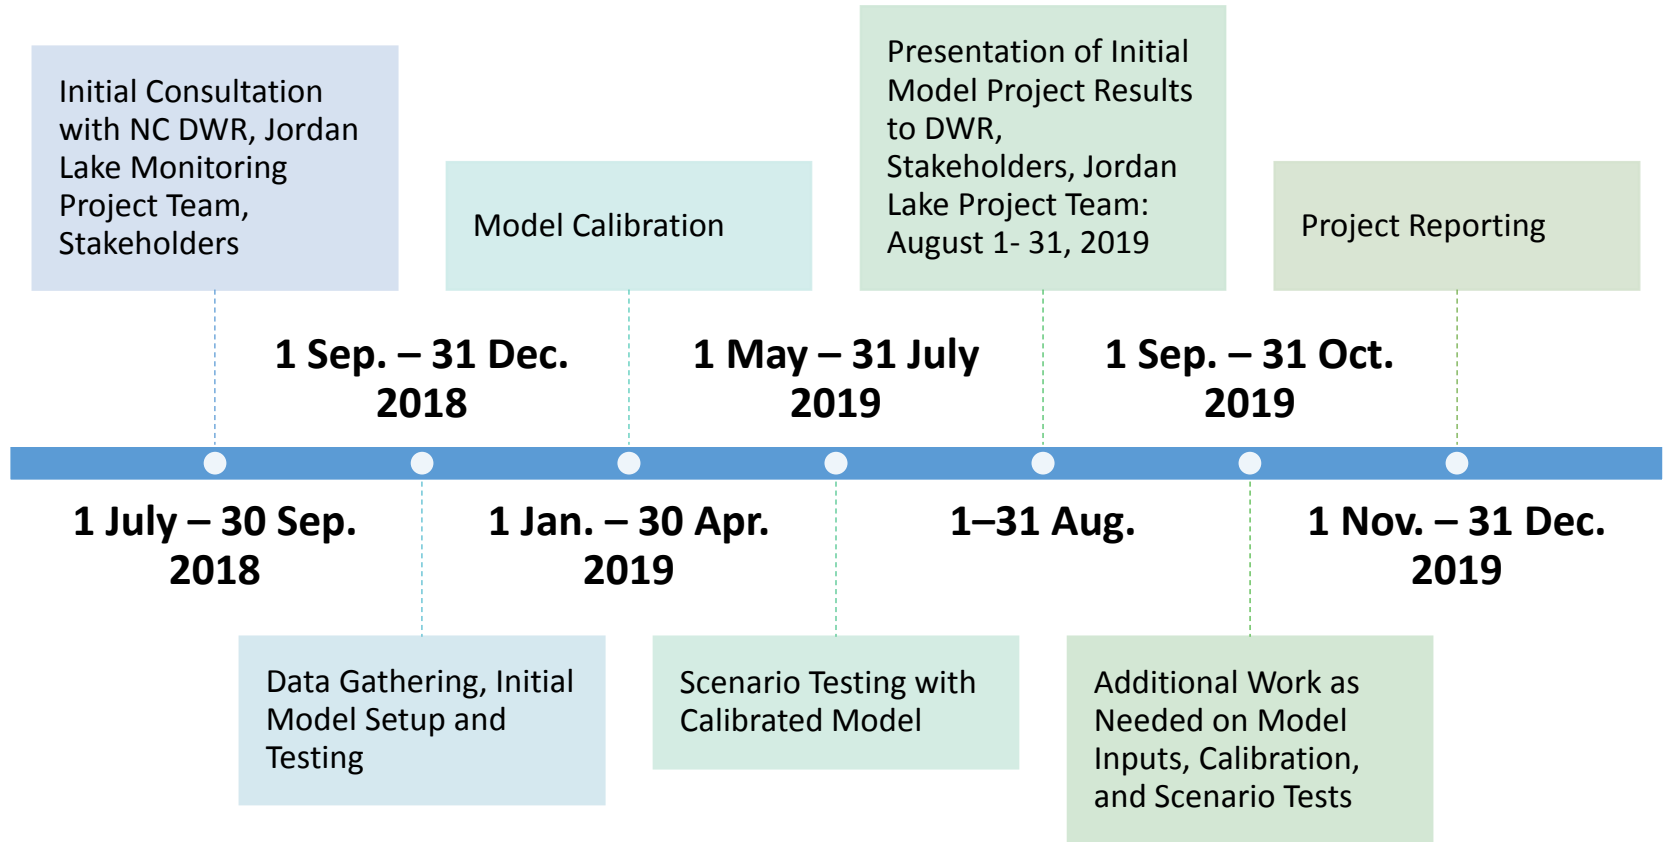 Initial Consultation
with NC DWR, Jordan
Lake Monitoring
Project Team,
Stakeholders
Model Calibration
Presentation of Initial
Model Project Results
to DWR,
Stakeholders, Jordan
Lake Project Team:
August 1- 31, 2019
Project Reporting
1 Sep. – 31 Dec.
2018
1 May – 31 July
2019
1 Sep. – 31 Oct.
2019
1 July – 30 Sep.
2018
1 Jan. – 30 Apr.
2019
1–31 Aug.
1 Nov. – 31 Dec.
2019
Data Gathering, Initial
Model Setup and
Testing
Scenario Testing with
Calibrated Model
Additional Work as
Needed on Model
Inputs, Calibration,
and Scenario Tests